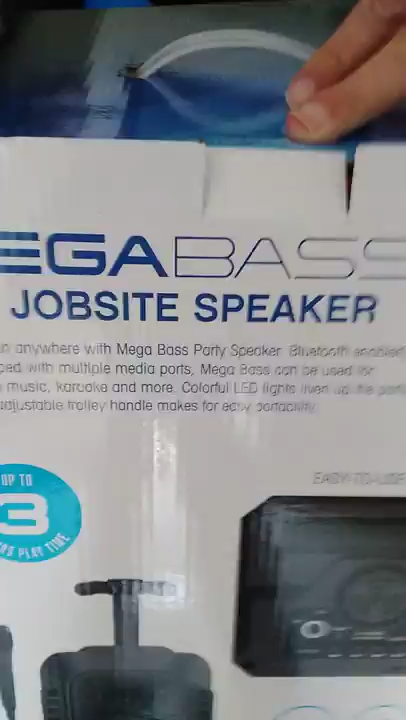 EGABASS
JOBSITE SPEAKER
n anywhere with Mega Bass Party Speaker. Bluetooth enabled
ped with multiple media ports, Mega Bass can be used for
music, karaoke and more. Colorful LED lights liven up the
adjustable trolley handle makes for easy portability.
UP TO
3
PLAY TIME
EASY-TO-USE